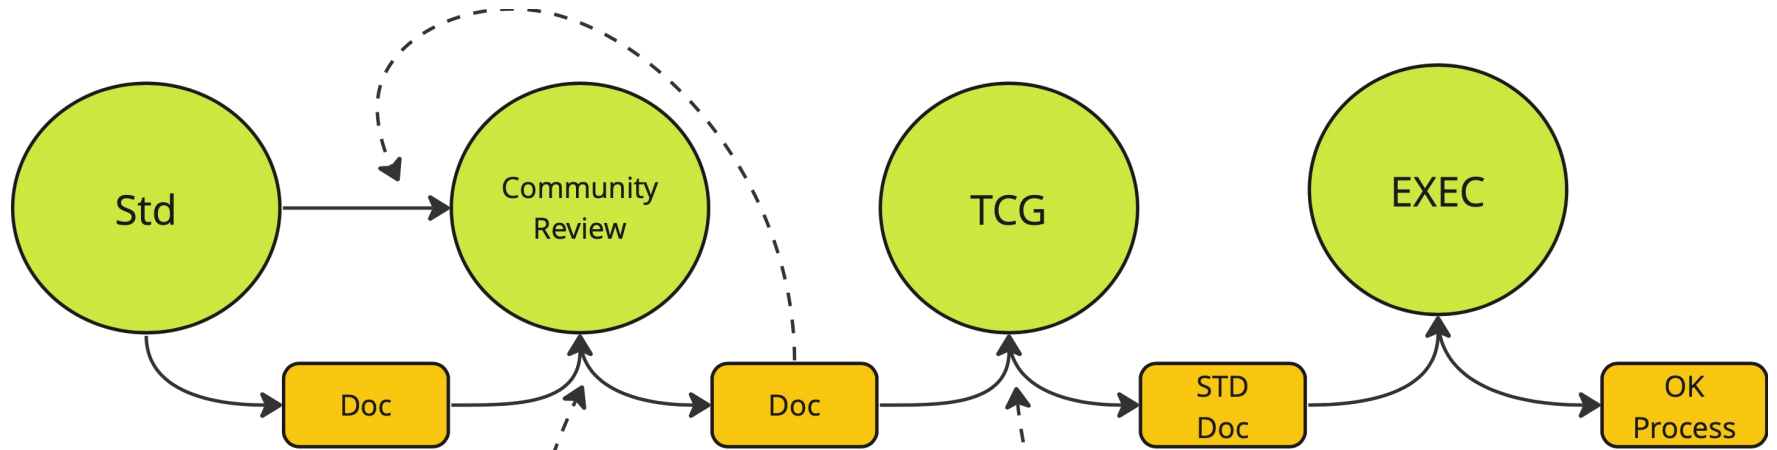 Std
Community
Review
TCG
EXEC
Doc
Doc
STD
Doc
OK
Process